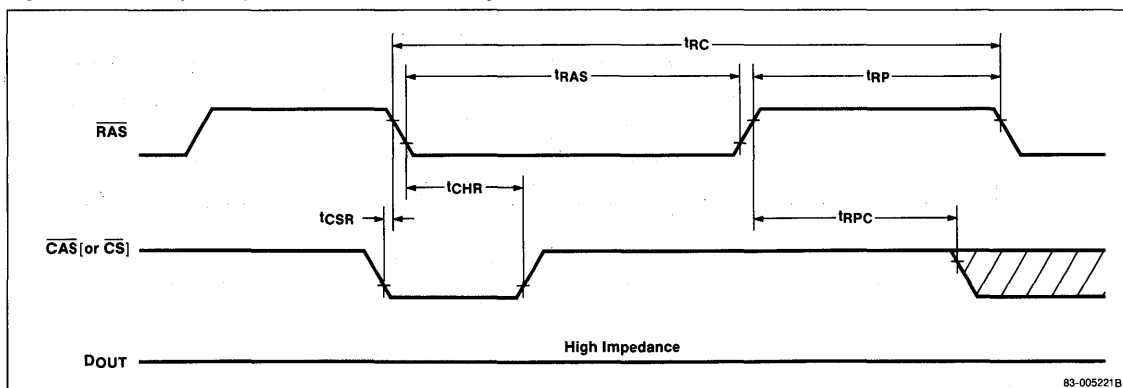 tRC
tRAS
tRP
RAS
tCHR
tCSR
tRPC
CAS[or CS]
High Impedance
DOUT
83-005221B